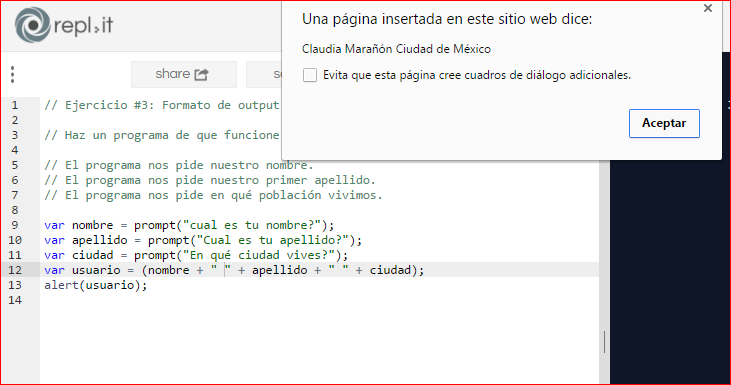 repl.it
Una página insertada en este sitio web dice:
Claudia Marañón Ciudad de México
Evita que esta página cree cuadros de diálogo adicionales.
Aceptar
share
1 // Ejercicio #3: Formato de output
2
3 // Haz un programa de que funcione
4
5 // El programa nos pide nuestro nombre.
6 // El programa nos pide nuestro primer apellido.
7 // El programa nos pide en qué población vivimos.
8
9 var nombre = prompt("cual es tu nombre?");
10 var apellido = prompt("Cual es tu apellido?");
11 var ciudad = prompt("En qué ciudad vives?");
12 var usuario = (nombre + " " + apellido + " " + ciudad);
13 alert(usuario);
14